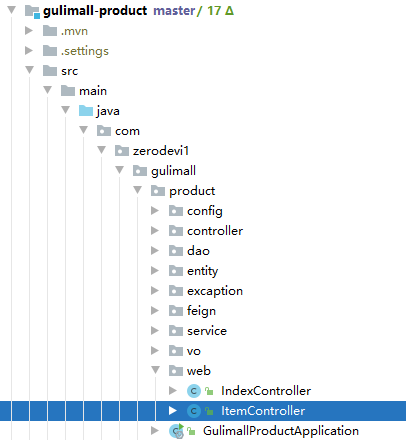 gulimall-product master / 17 Δ
.mvn
.settings
src
main
java
com
zerodevi1
gulimall
product
config
controller
dao
entity
excaption
feign
service
vo
web
IndexController
ItemController
GulimallProductApplication